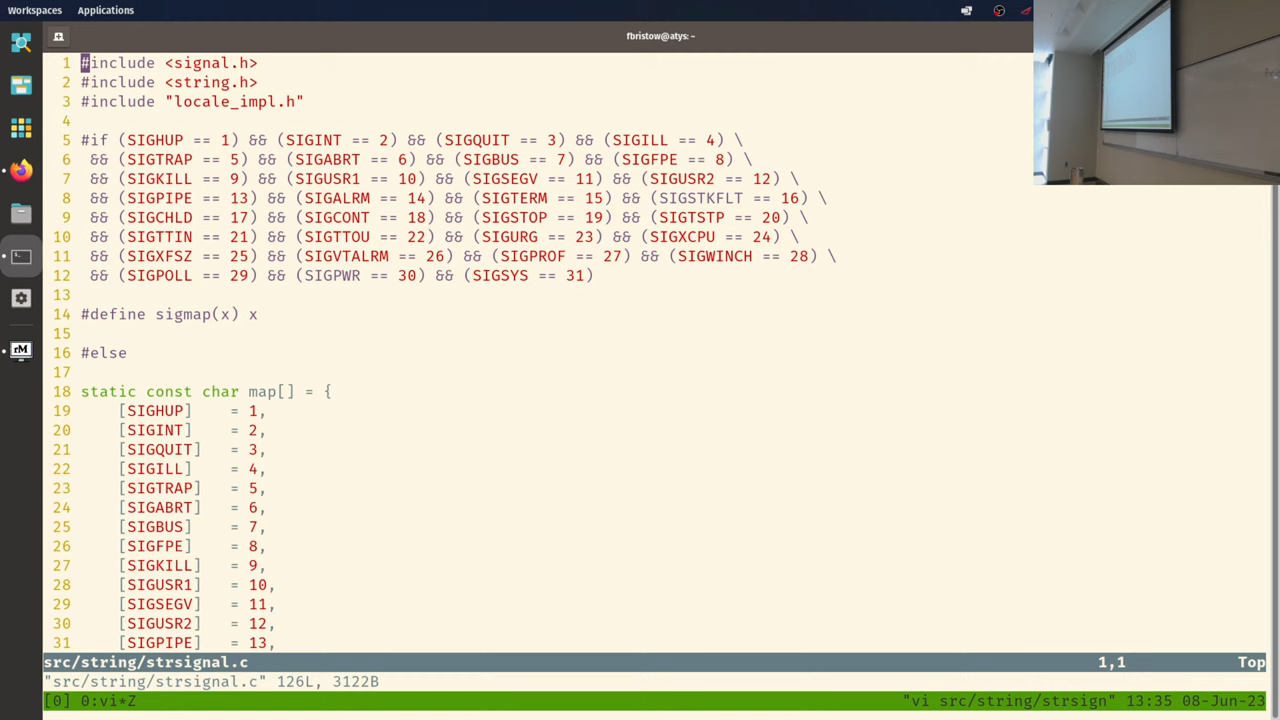 Workspaces Applications
fbristow@atys: ~
1 #include <signal.h>
2 #include <string.h>
3 #include "locale_impl.h"
4
5 #if (SIGHUP == 1) && (SIGINT == 2) && (SIGQUIT == 3) && (SIGILL == 4) \
6  && (SIGTRAP == 5) && (SIGABRT == 6) && (SIGBUS == 7) && (SIGFPE == 8) \
7  && (SIGKILL == 9) && (SIGUSR1 == 10) && (SIGSEGV == 11) && (SIGUSR2 == 12) \
8  && (SIGPIPE == 13) && (SIGALRM == 14) && (SIGTERM == 15) && (SIGSTKFLT == 16) \
9  && (SIGCHLD == 17) && (SIGCONT == 18) && (SIGSTOP == 19) && (SIGTSTP == 20) \
10  && (SIGTTIN == 21) && (SIGTTOU == 22) && (SIGURG == 23) && (SIGXCPU == 24) \
11  && (SIGXFSZ == 25) && (SIGVTALRM == 26) && (SIGPROF == 27) && (SIGWINCH == 28) \
12  && (SIGPOLL == 29) && (SIGPWR == 30) && (SIGSYS == 31)
13
14 #define sigmap(x) x
15
16 #else
17
18 static const char map[] = {
19     [SIGHUP]    = 1,
20     [SIGINT]    = 2,
21     [SIGQUIT]   = 3,
22     [SIGILL]    = 4,
23     [SIGTRAP]   = 5,
24     [SIGABRT]   = 6,
25     [SIGBUS]    = 7,
26     [SIGFPE]    = 8,
27     [SIGKILL]   = 9,
28     [SIGUSR1]   = 10,
29     [SIGSEGV]   = 11,
30     [SIGUSR2]   = 12,
31     [SIGPIPE]   = 13,
src/string/strsignal.c 1,1 Top
"src/string/strsignal.c" 126L, 3122B
[0] 0:vi*Z "vi src/string/strsign" 13:35 08-Jun-23
rM